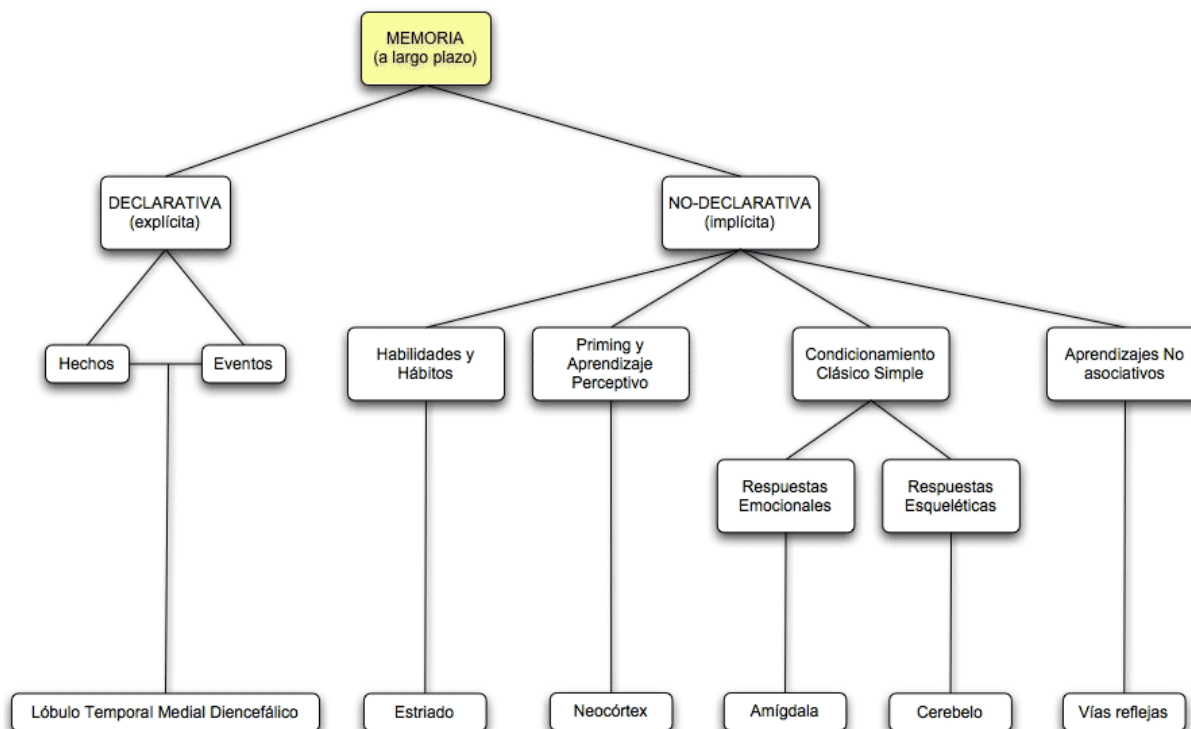 MEMORIA
(a largo plazo)
DECLARATIVA
(explícita)
NO-DECLARATIVA
(implícita)
Hechos
Eventos
Habilidades y
Hábitos
Priming y
Aprendizaje
Perceptivo
Condicionamiento
Clásico Simple
Aprendizajes No
asociativos
Respuestas
Emocionales
Respuestas
Esqueléticas
Lóbulo Temporal Medial Diencefálico
Estriado
Neocórtex
Amígdala
Cerebelo
Vías reflejas